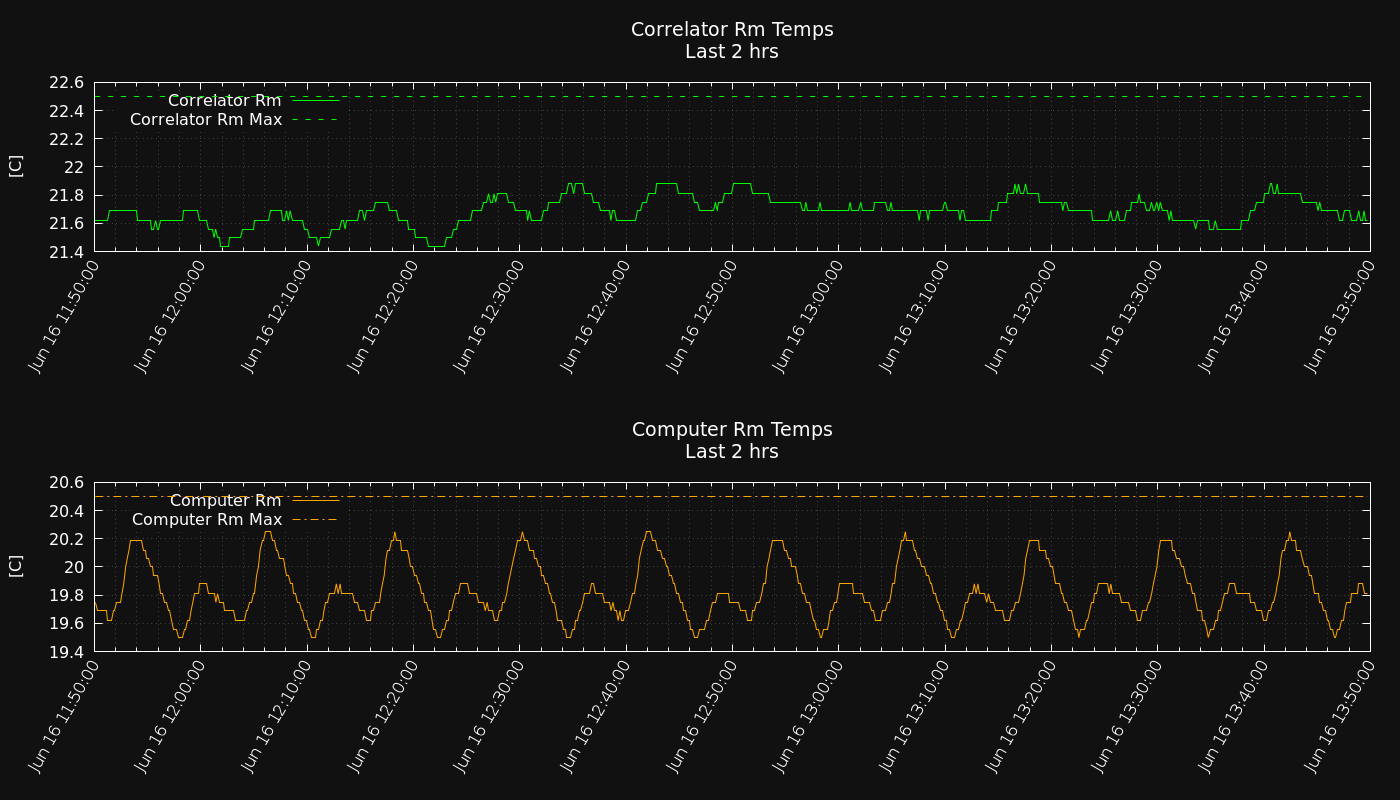 Correlator Rm Temps
Last 2 hrs
22.6
22.4
22.2
22
21.8
21.6
21.4
[C]
Correlator Rm
Correlator Rm Max
Jun 16 11:50:00
Jun 16 12:00:00
Jun 16 12:10:00
Jun 16 12:20:00
Jun 16 12:30:00
Jun 16 12:40:00
Jun 16 12:50:00
Jun 16 13:00:00
Jun 16 13:10:00
Jun 16 13:20:00
Jun 16 13:30:00
Jun 16 13:40:00
Jun 16 13:50:00
Computer Rm Temps
Last 2 hrs
20.6
20.4
20.2
20
19.8
19.6
19.4
[C]
Computer Rm
Computer Rm Max
Jun 16 11:50:00
Jun 16 12:00:00
Jun 16 12:10:00
Jun 16 12:20:00
Jun 16 12:30:00
Jun 16 12:40:00
Jun 16 12:50:00
Jun 16 13:00:00
Jun 16 13:10:00
Jun 16 13:20:00
Jun 16 13:30:00
Jun 16 13:40:00
Jun 16 13:50:00